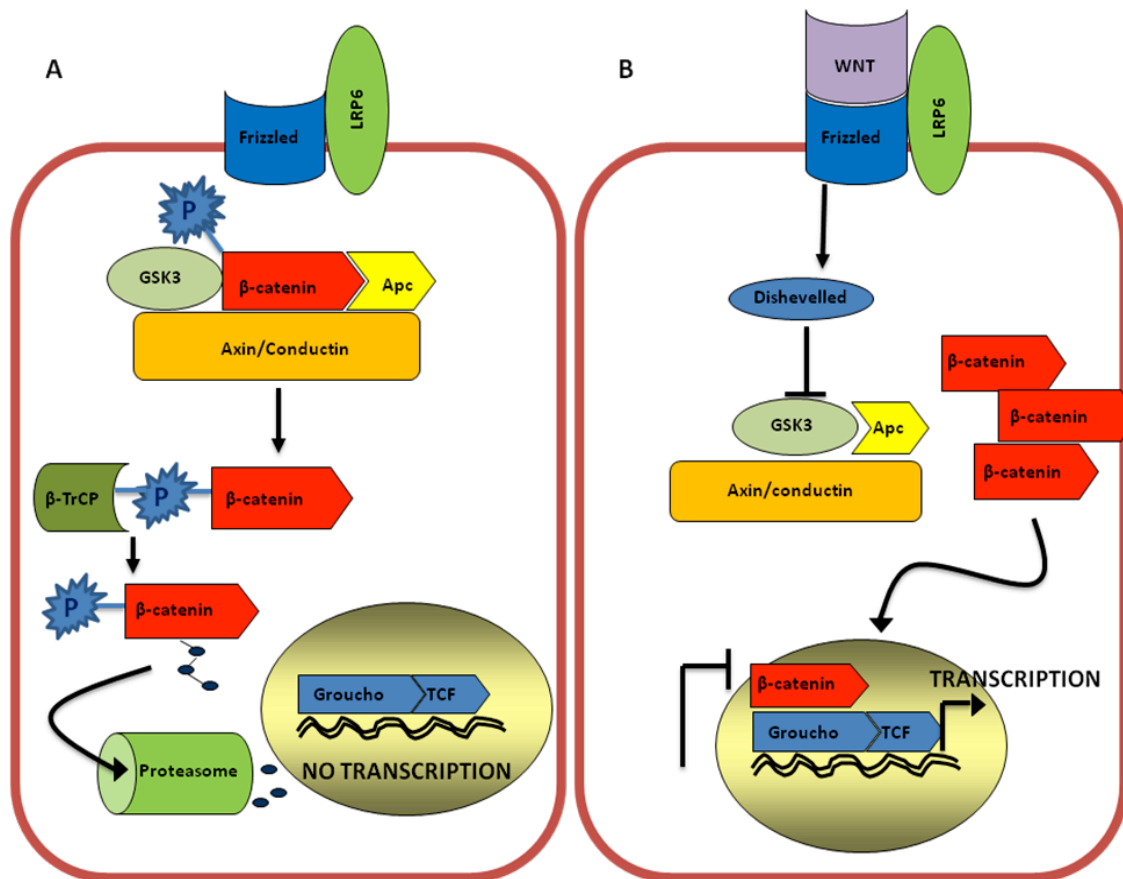 A
Frizzled
LRP6
P
GSK3
β-catenin
Apc
Axin/Conductin
β-TrCP
P
β-catenin
P
β-catenin
Proteasome
Groucho
TCF
NO TRANSCRIPTION
B
WNT
Frizzled
LRP6
Dishevelled
GSK3
Apc
Axin/conductin
β-catenin
β-catenin
β-catenin
β-catenin
TRANSCRIPTION
Groucho
TCF